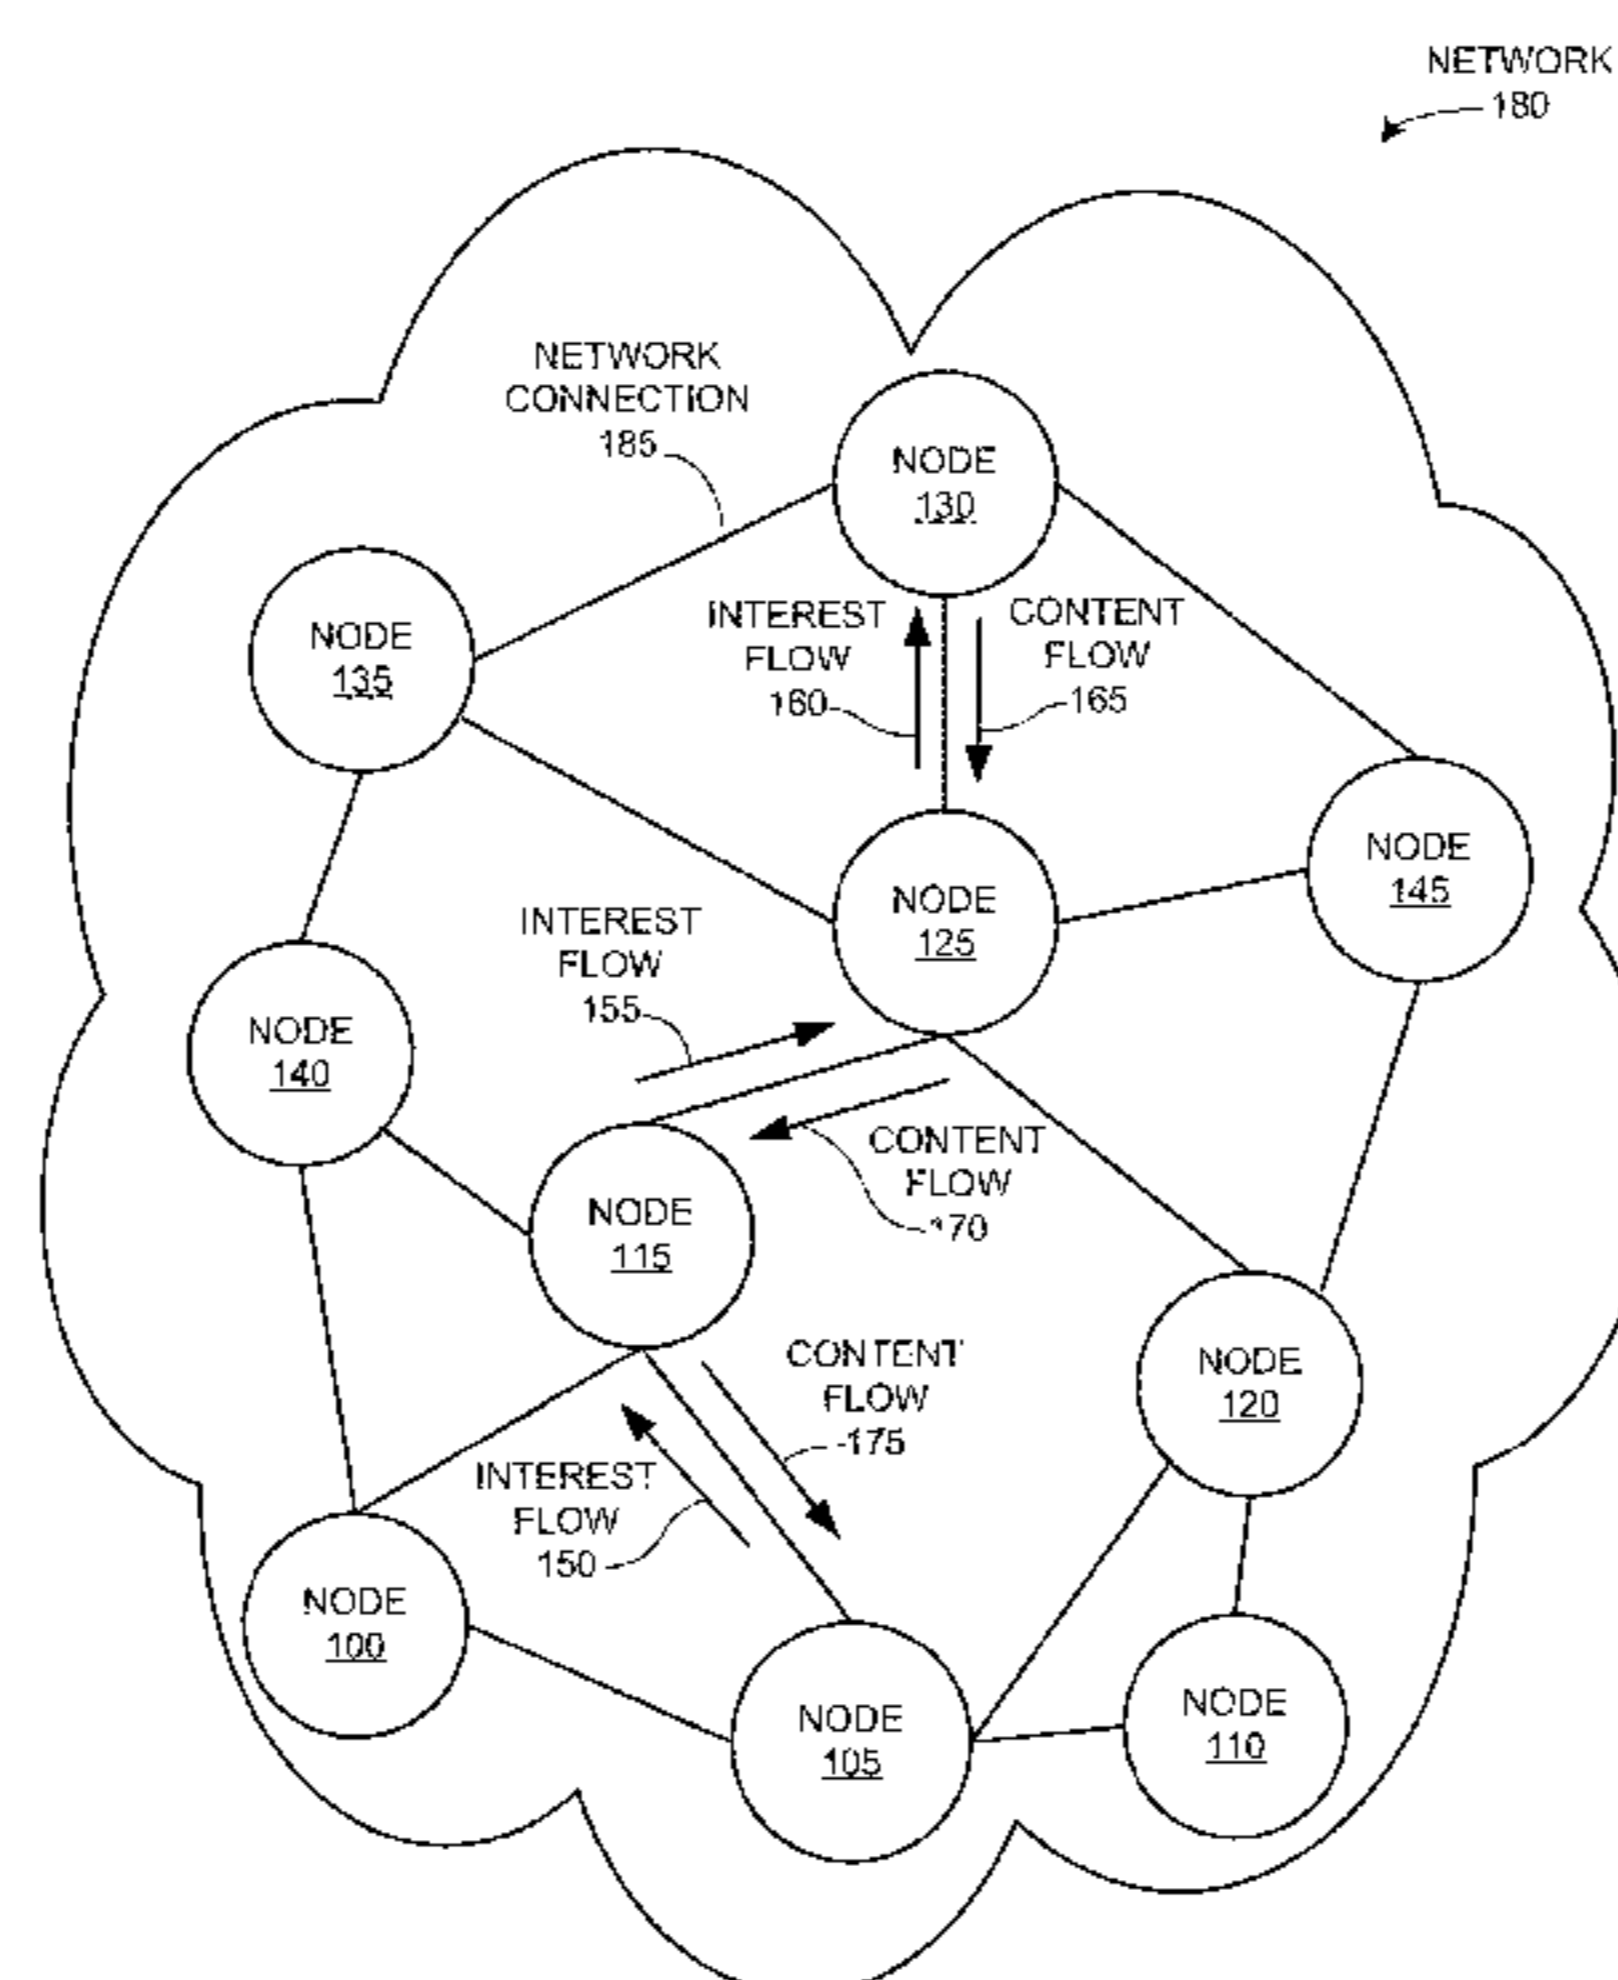 NETWORK
180
NETWORK
CONNECTION
185
NODE
130
NODE
135
INTEREST
FLOW
160
CONTENT
FLOW
165
NODE
145
NODE
125
INTEREST
FLOW
155
NODE
140
CONTENT
FLOW
170
NODE
115
CONTENT
FLOW
175
NODE
120
INTEREST
FLOW
150
NODE
100
NODE
105
NODE
110